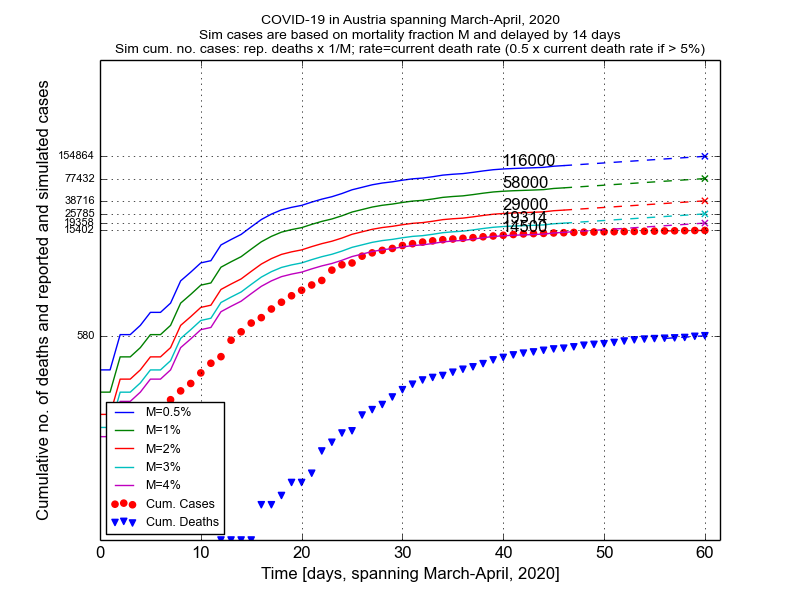 COVID-19 in Austria spanning March-April, 2020
Sim cases are based on mortality fraction M and delayed by 14 days
Sim cum. no. cases: rep. deaths x 1/M; rate=current death rate (0.5 x current death rate if > 5%)
Cumulative no. of deaths and reported and simulated cases
154864
77432
38716
25785
19358
15402
580
116000
58000
29000
19314
14500
M=0.5%
M=1%
M=2%
M=3%
M=4%
Cum. Cases
Cum. Deaths
0 10 20 30 40 50 60
Time [days, spanning March-April, 2020]